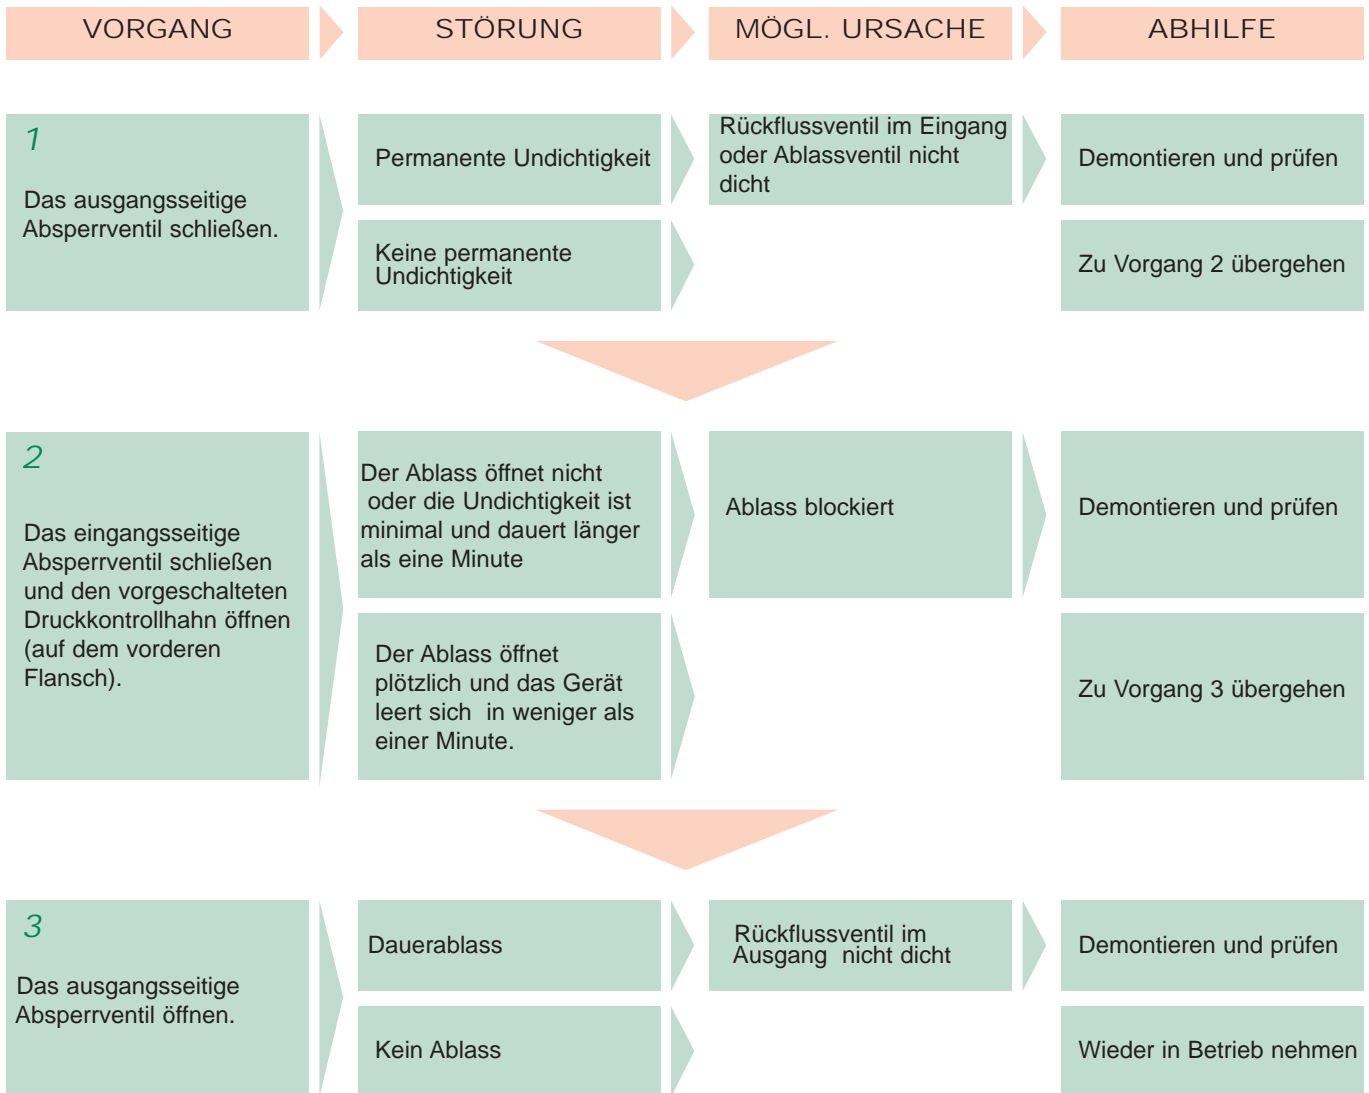 VORGANG
STÖRUNG
MÖGL. URSACHE
ABHILFE
1
Das ausgangsseitige
Absperrventil schließen.
Permanente Undichtigkeit
Rückflussventil im Eingang
oder Ablassventil nicht
dicht
Demontieren und prüfen
Keine permanente
Undichtigkeit
Zu Vorgang 2 übergehen
2
Das eingangsseitige
Absperrventil schließen
und den vorgeschalteten
Druckkontrollhahn öffnen
(auf dem vorderen
Flansch).
Der Ablass öffnet nicht
oder die Undichtigkeit ist
minimal und dauert länger
als eine Minute
Ablass blockiert
Demontieren und prüfen
Der Ablass öffnet
plötzlich und das Gerät
leert sich in weniger als
einer Minute.
Zu Vorgang 3 übergehen
3
Das ausgangsseitige
Absperrventil öffnen.
Dauerablass
Rückflussventil im
Ausgang nicht dicht
Demontieren und prüfen
Kein Ablass
Wieder in Betrieb nehmen